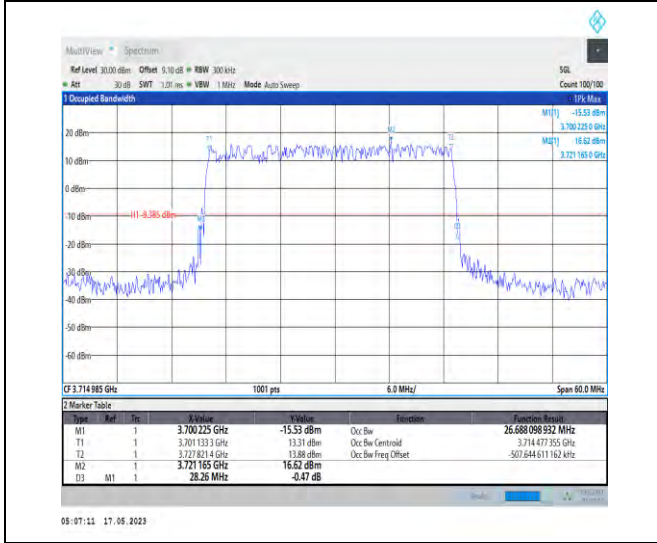 MultiView Spectrum
Ref Level 30.00 dBm Offset 9.10 dB RBW 300 kHz SGL
Att 30 dB SWT 1.01 ms VBW 1 MHz Mode Auto Sweep Count 100/100
1 Occupied Bandwidth 1Pk Max
M1(1) -15.53 dBm
3.700 225 0 GHz
M2(1) 16.62 dBm
3.721 165 0 GHz
20 dBm
T1 M2 T2
10 dBm
0 dBm
-10 dBm
H1 -9.385 dBm
M1 D3
-20 dBm
-30 dBm
-40 dBm
-50 dBm
-60 dBm
CF 3.714 985 GHz 1001 pts 6.0 MHz/ Span 60.0 MHz
2 Marker Table
Type Ref Trc X-Value Y-Value Function Function Result
M1 1 3.700 225 GHz -15.53 dBm Occ Bw 26.688 098 932 MHz
T1 1 3.701 133 3 GHz 13.31 dBm Occ Bw Centroid 3.714 477 355 GHz
T2 1 3.727 821 4 GHz 13.88 dBm Occ Bw Freq Offset -507.644 611 162 kHz
M2 1 3.721 165 GHz 16.62 dBm
D3 M1 1 28.26 MHz -0.47 dB
05:07:11 17.05.2023